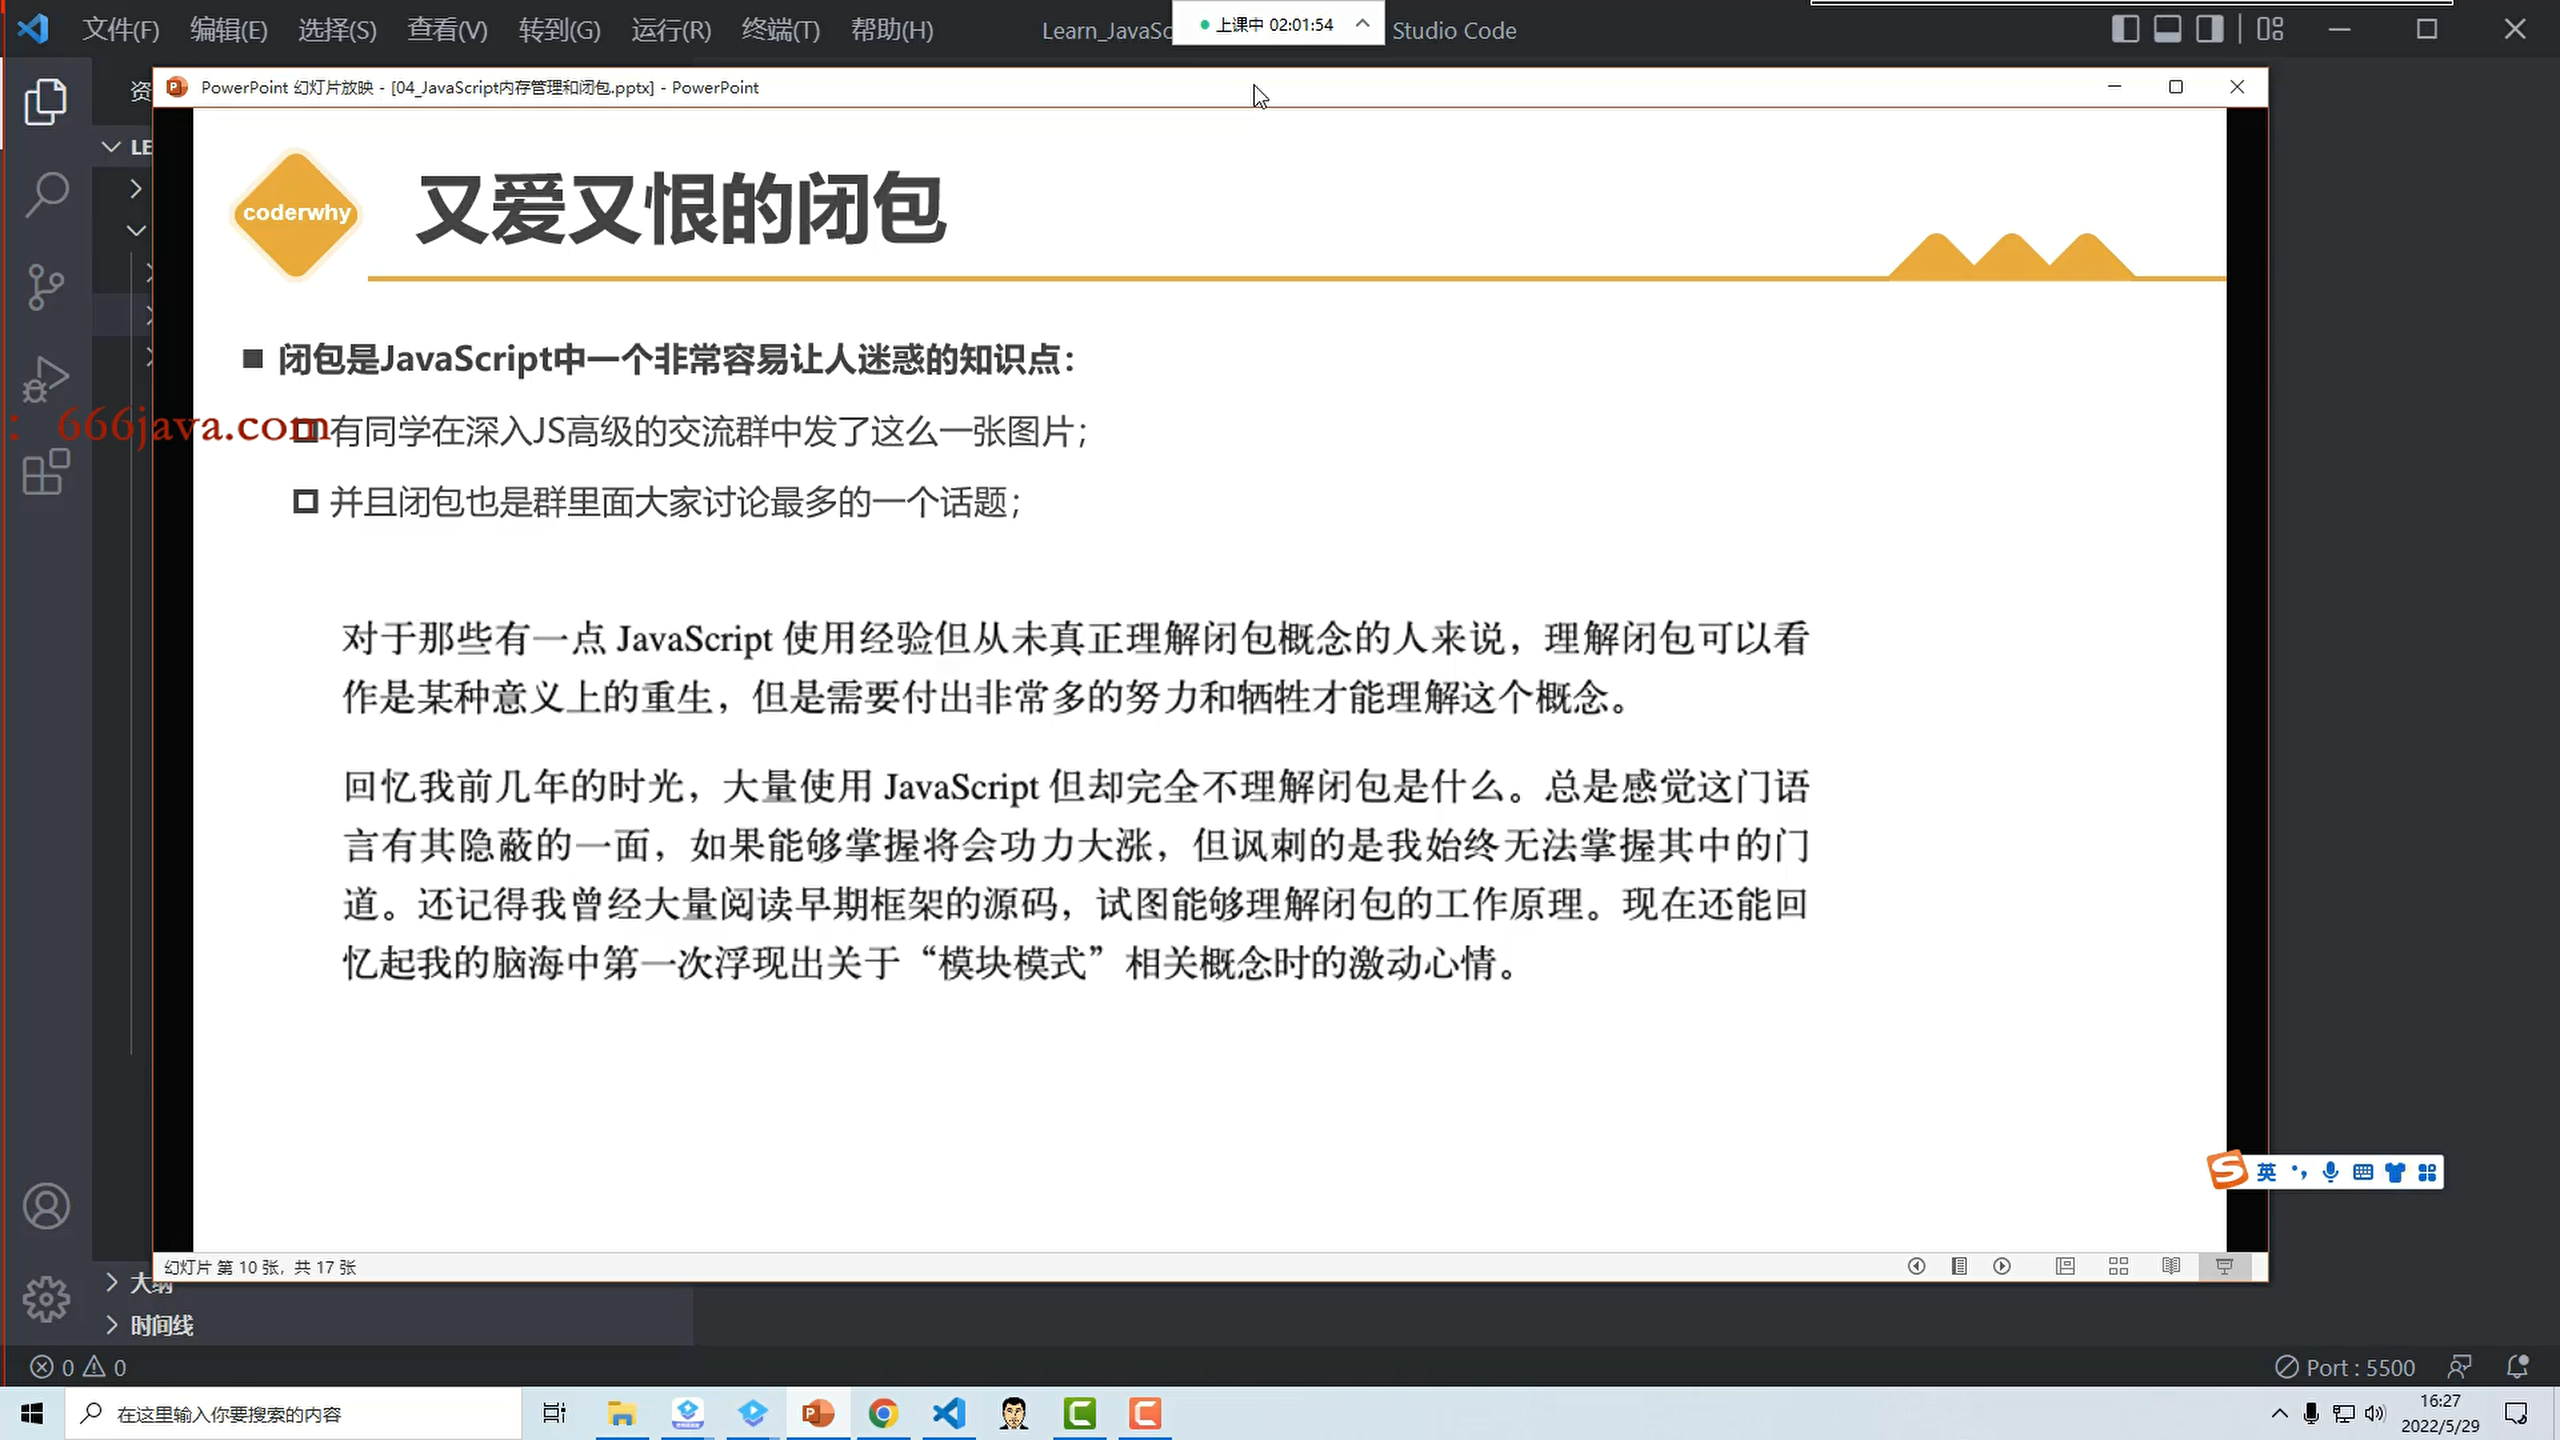 文件(F) 编辑(E) 选择(S) 查看(V) 转到(G) 运行(R) 终端(T) 帮助(H) Learn_JavaSc
上课中 02:01:54
Studio Code
资
PowerPoint 幻灯片放映 - [04_JavaScript内存管理和闭包.pptx] - PowerPoint
LE
coderwhy
又爱又恨的闭包
闭包是JavaScript中一个非常容易让人迷惑的知识点：
：666java.com
有同学在深入JS高级的交流群中发了这么一张图片；
并且闭包也是群里面大家讨论最多的一个话题；
对于那些有一点 JavaScript 使用经验但从未真正理解闭包概念的人来说，理解闭包可以看
作是某种意义上的重生，但是需要付出非常多的努力和牺牲才能理解这个概念。
回忆我前几年的时光，大量使用 JavaScript 但却完全不理解闭包是什么。总是感觉这门语
言有其隐蔽的一面，如果能够掌握将会功力大涨，但讽刺的是我始终无法掌握其中的门
道。还记得我曾经大量阅读早期框架的源码，试图能够理解闭包的工作原理。现在还能回
忆起我的脑海中第一次浮现出关于“模块模式”相关概念时的激动心情。
英
幻灯片 第 10 张，共 17 张
大纲
时间线
0 0
Port : 5500
在这里输入你要搜索的内容
16:27
2022/5/29